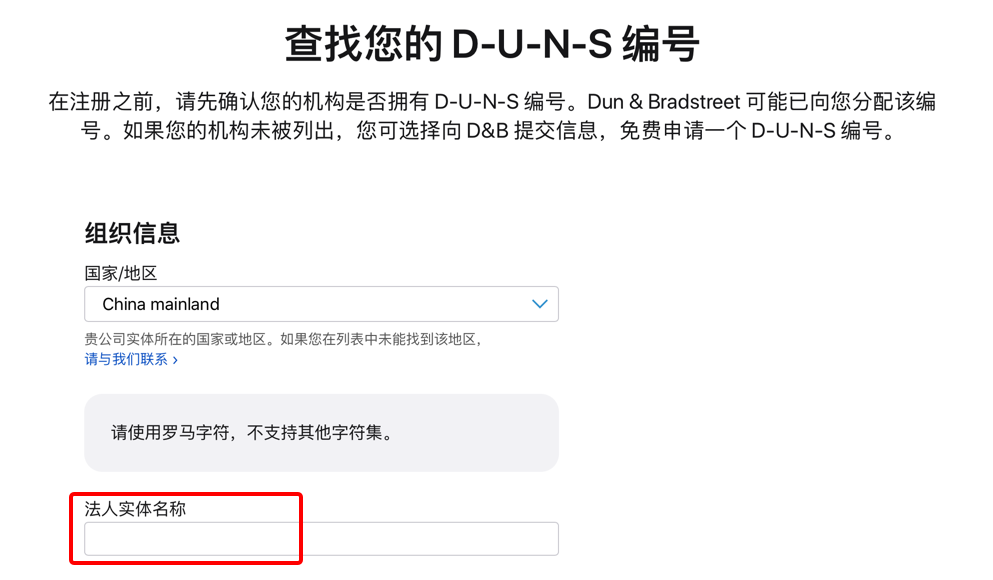 查找您的 D-U-N-S 编号
在注册之前，请先确认您的机构是否拥有 D-U-N-S 编号。Dun & Bradstreet 可能已向您分配该编
号。如果您的机构未被列出，您可选择向 D&B 提交信息，免费申请一个 D-U-N-S 编号。
组织信息
国家/地区
China mainland
贵公司实体所在的国家或地区。如果您在列表中未能找到该地区，
请与我们联系 ›
请使用罗马字符，不支持其他字符集。
法人实体名称